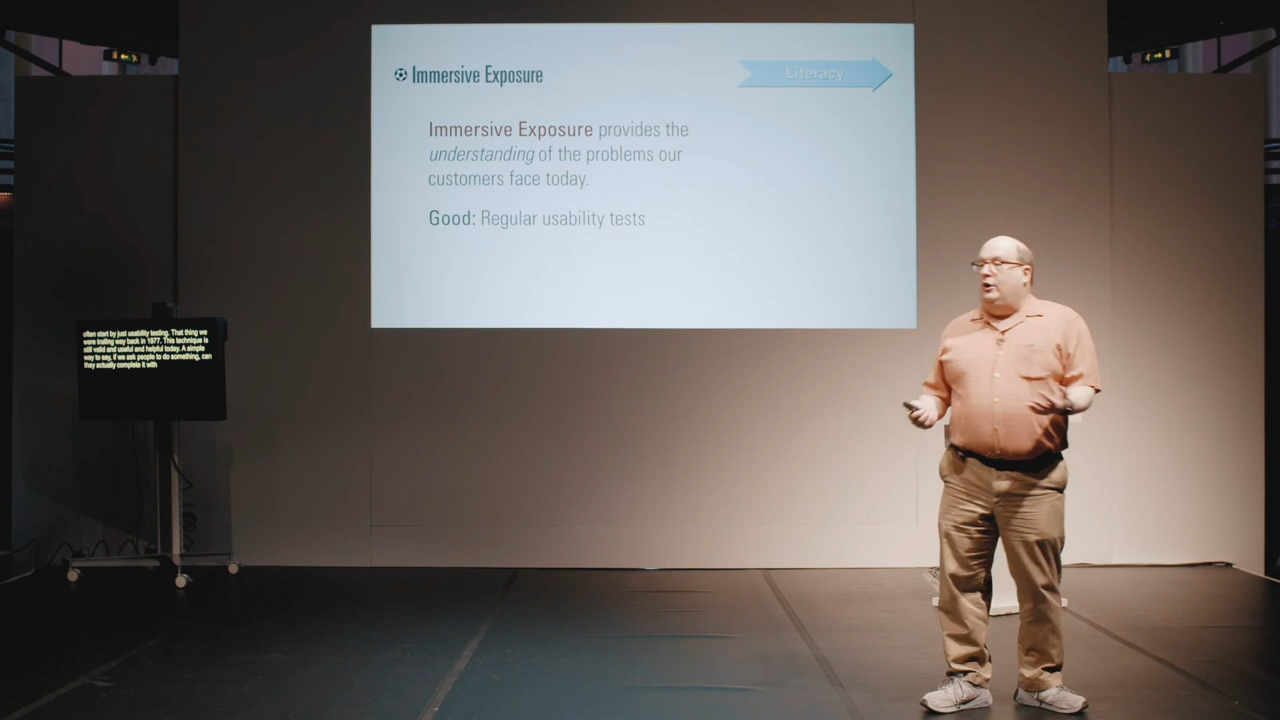 Immersive Exposure
Literacy
Immersive Exposure provides the
understanding of the problems our
customers face today.
Good: Regular usability tests
often start by just usability testing. That thing we
were trailing way back in 1977. This technique is
still valid and useful and helpful today. A simple
way to say, if we ask people to do something, can
they actually complete it with